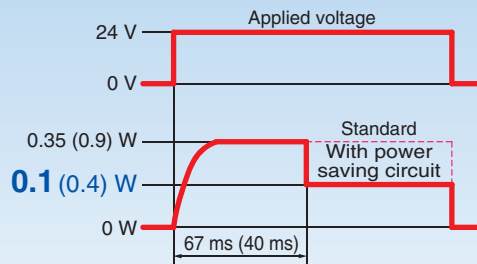 Applied voltage
24 V
0 V
0.35 (0.9) W
Standard
With power
saving circuit
0.1 (0.4) W
0 W
67 ms (40 ms)